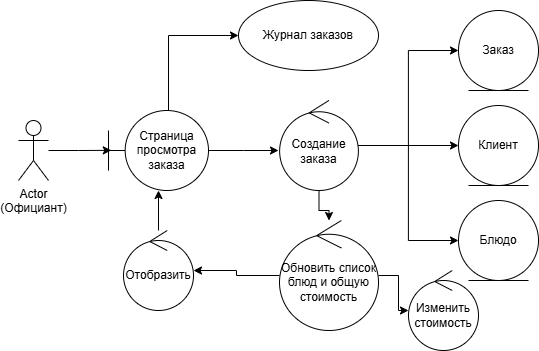 Журнал заказов
Заказ
Страница
просмотра
заказа
Создание
заказа
Клиент
Actor
(Официант)
Блюдо
Отобразить
Обновить список
блюд и общую
стоимость
Изменить
стоимость